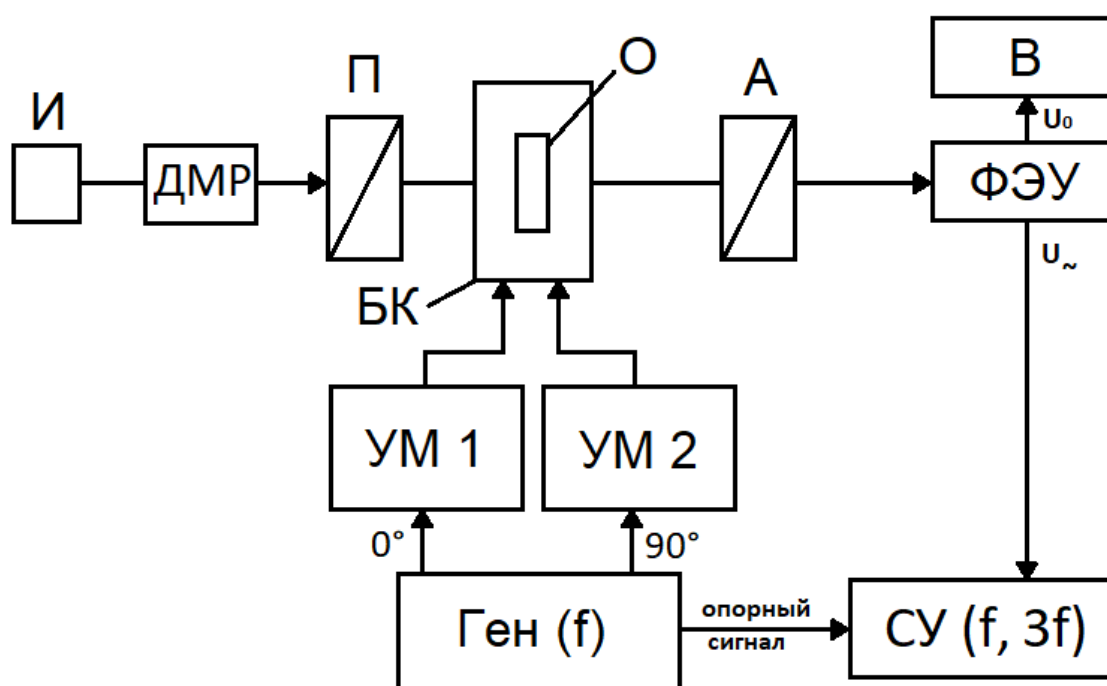 В
О
П
А
И
U₀
ДМР
ФЭУ
U~
БК
УМ 1
УМ 2
0°
90°
Ген (f)
опорный
сигнал
СУ (f, 3f)